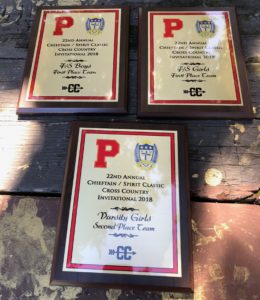 P
22nd Annual
Chieftain / Spirit Classic
Cross Country
Invitational 2018
F/S Boys
First Place Team
CC
P
22nd Annual
Chieftain / Spirit Classic
Cross Country
Invitational 2018
F/S Girls
First Place Team
CC
P
22nd Annual
Chieftain / Spirit Classic
Cross Country
Invitational 2018
Varsity Girls
Second Place Team
CC